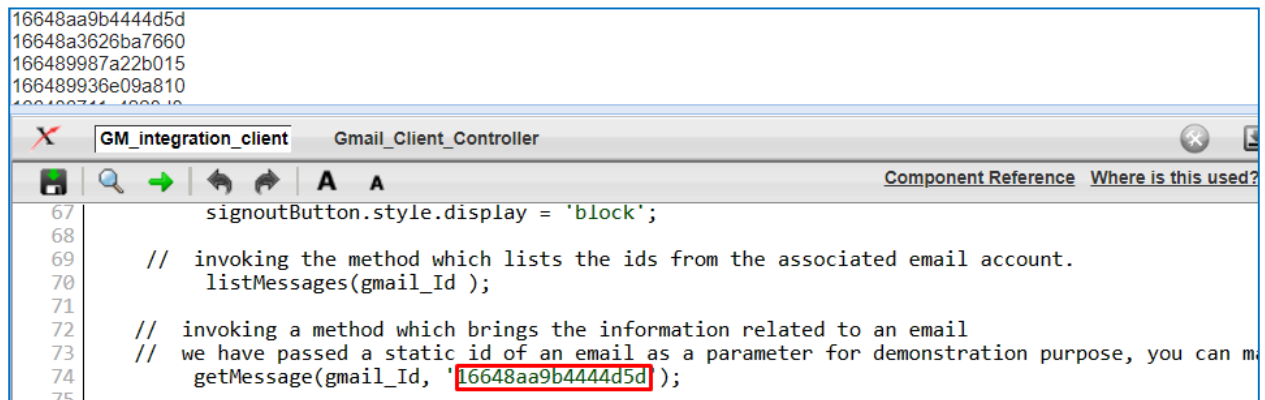 16648aa9b4444d5d
16648a3626ba7660
166489987a22b015
166489936e09a810
GM_integration_client Gmail_Client_Controller
A A Component Reference Where is this used?
67 signoutButton.style.display = 'block';
68
69 // invoking the method which lists the ids from the associated email account.
70 listMessages(gmail_Id );
71
72 // invoking a method which brings the information related to an email
73 // we have passed a static id of an email as a parameter for demonstration purpose, you can
74 getMessage(gmail_Id, '16648aa9b4444d5d');
75